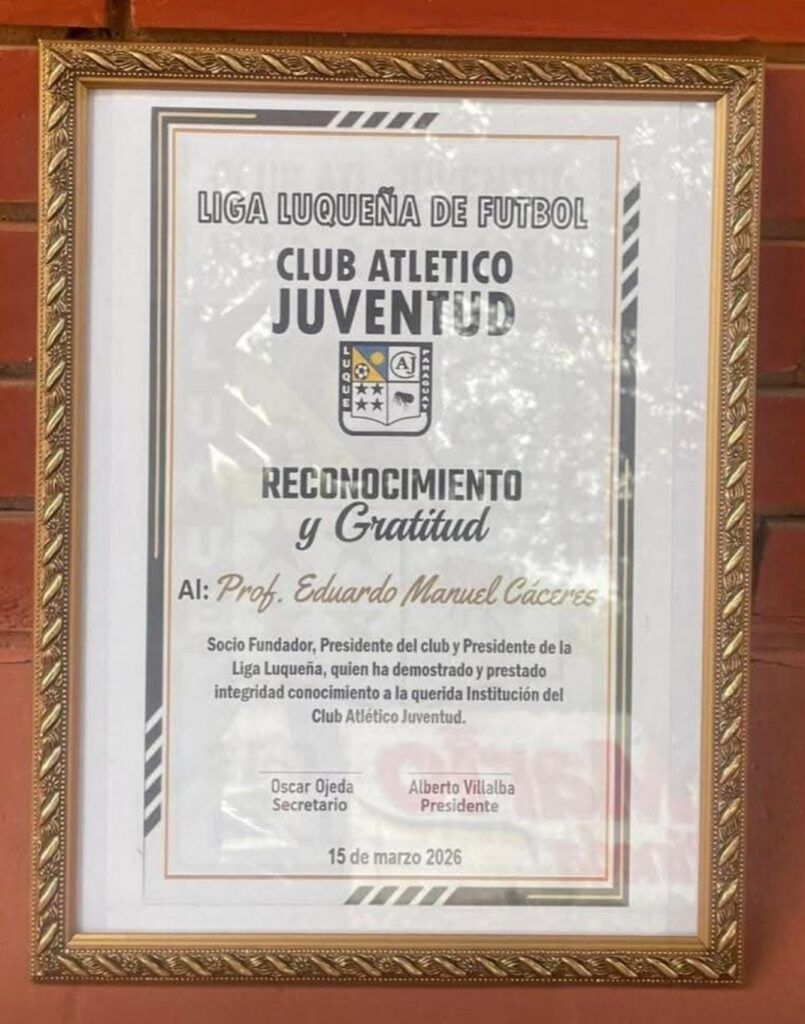 LIGA LUQUEÑA DE FUTBOL
CLUB ATLETICO
JUVENTUD
LUQUE
AJ
PARAGUAY
RECONOCIMIENTO
y Gratitud
Al: Prof. Eduardo Manuel Cáceres
Socio Fundador, Presidente del club y Presidente de la
Liga Luqueña, quien ha demostrado y prestado
integridad conocimiento a la querida Institución del
Club Atlético Juventud.
Oscar Ojeda
Secretario
Alberto Villalba
Presidente
15 de marzo 2026